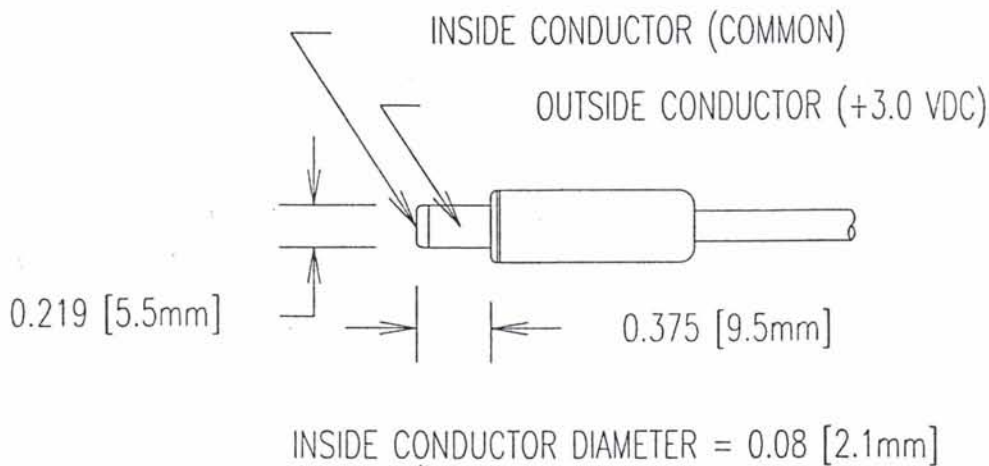 INSIDE CONDUCTOR (COMMON)
OUTSIDE CONDUCTOR (+3.0 VDC)
0.219 [5.5mm]
0.375 [9.5mm]
INSIDE CONDUCTOR DIAMETER = 0.08 [2.1mm]